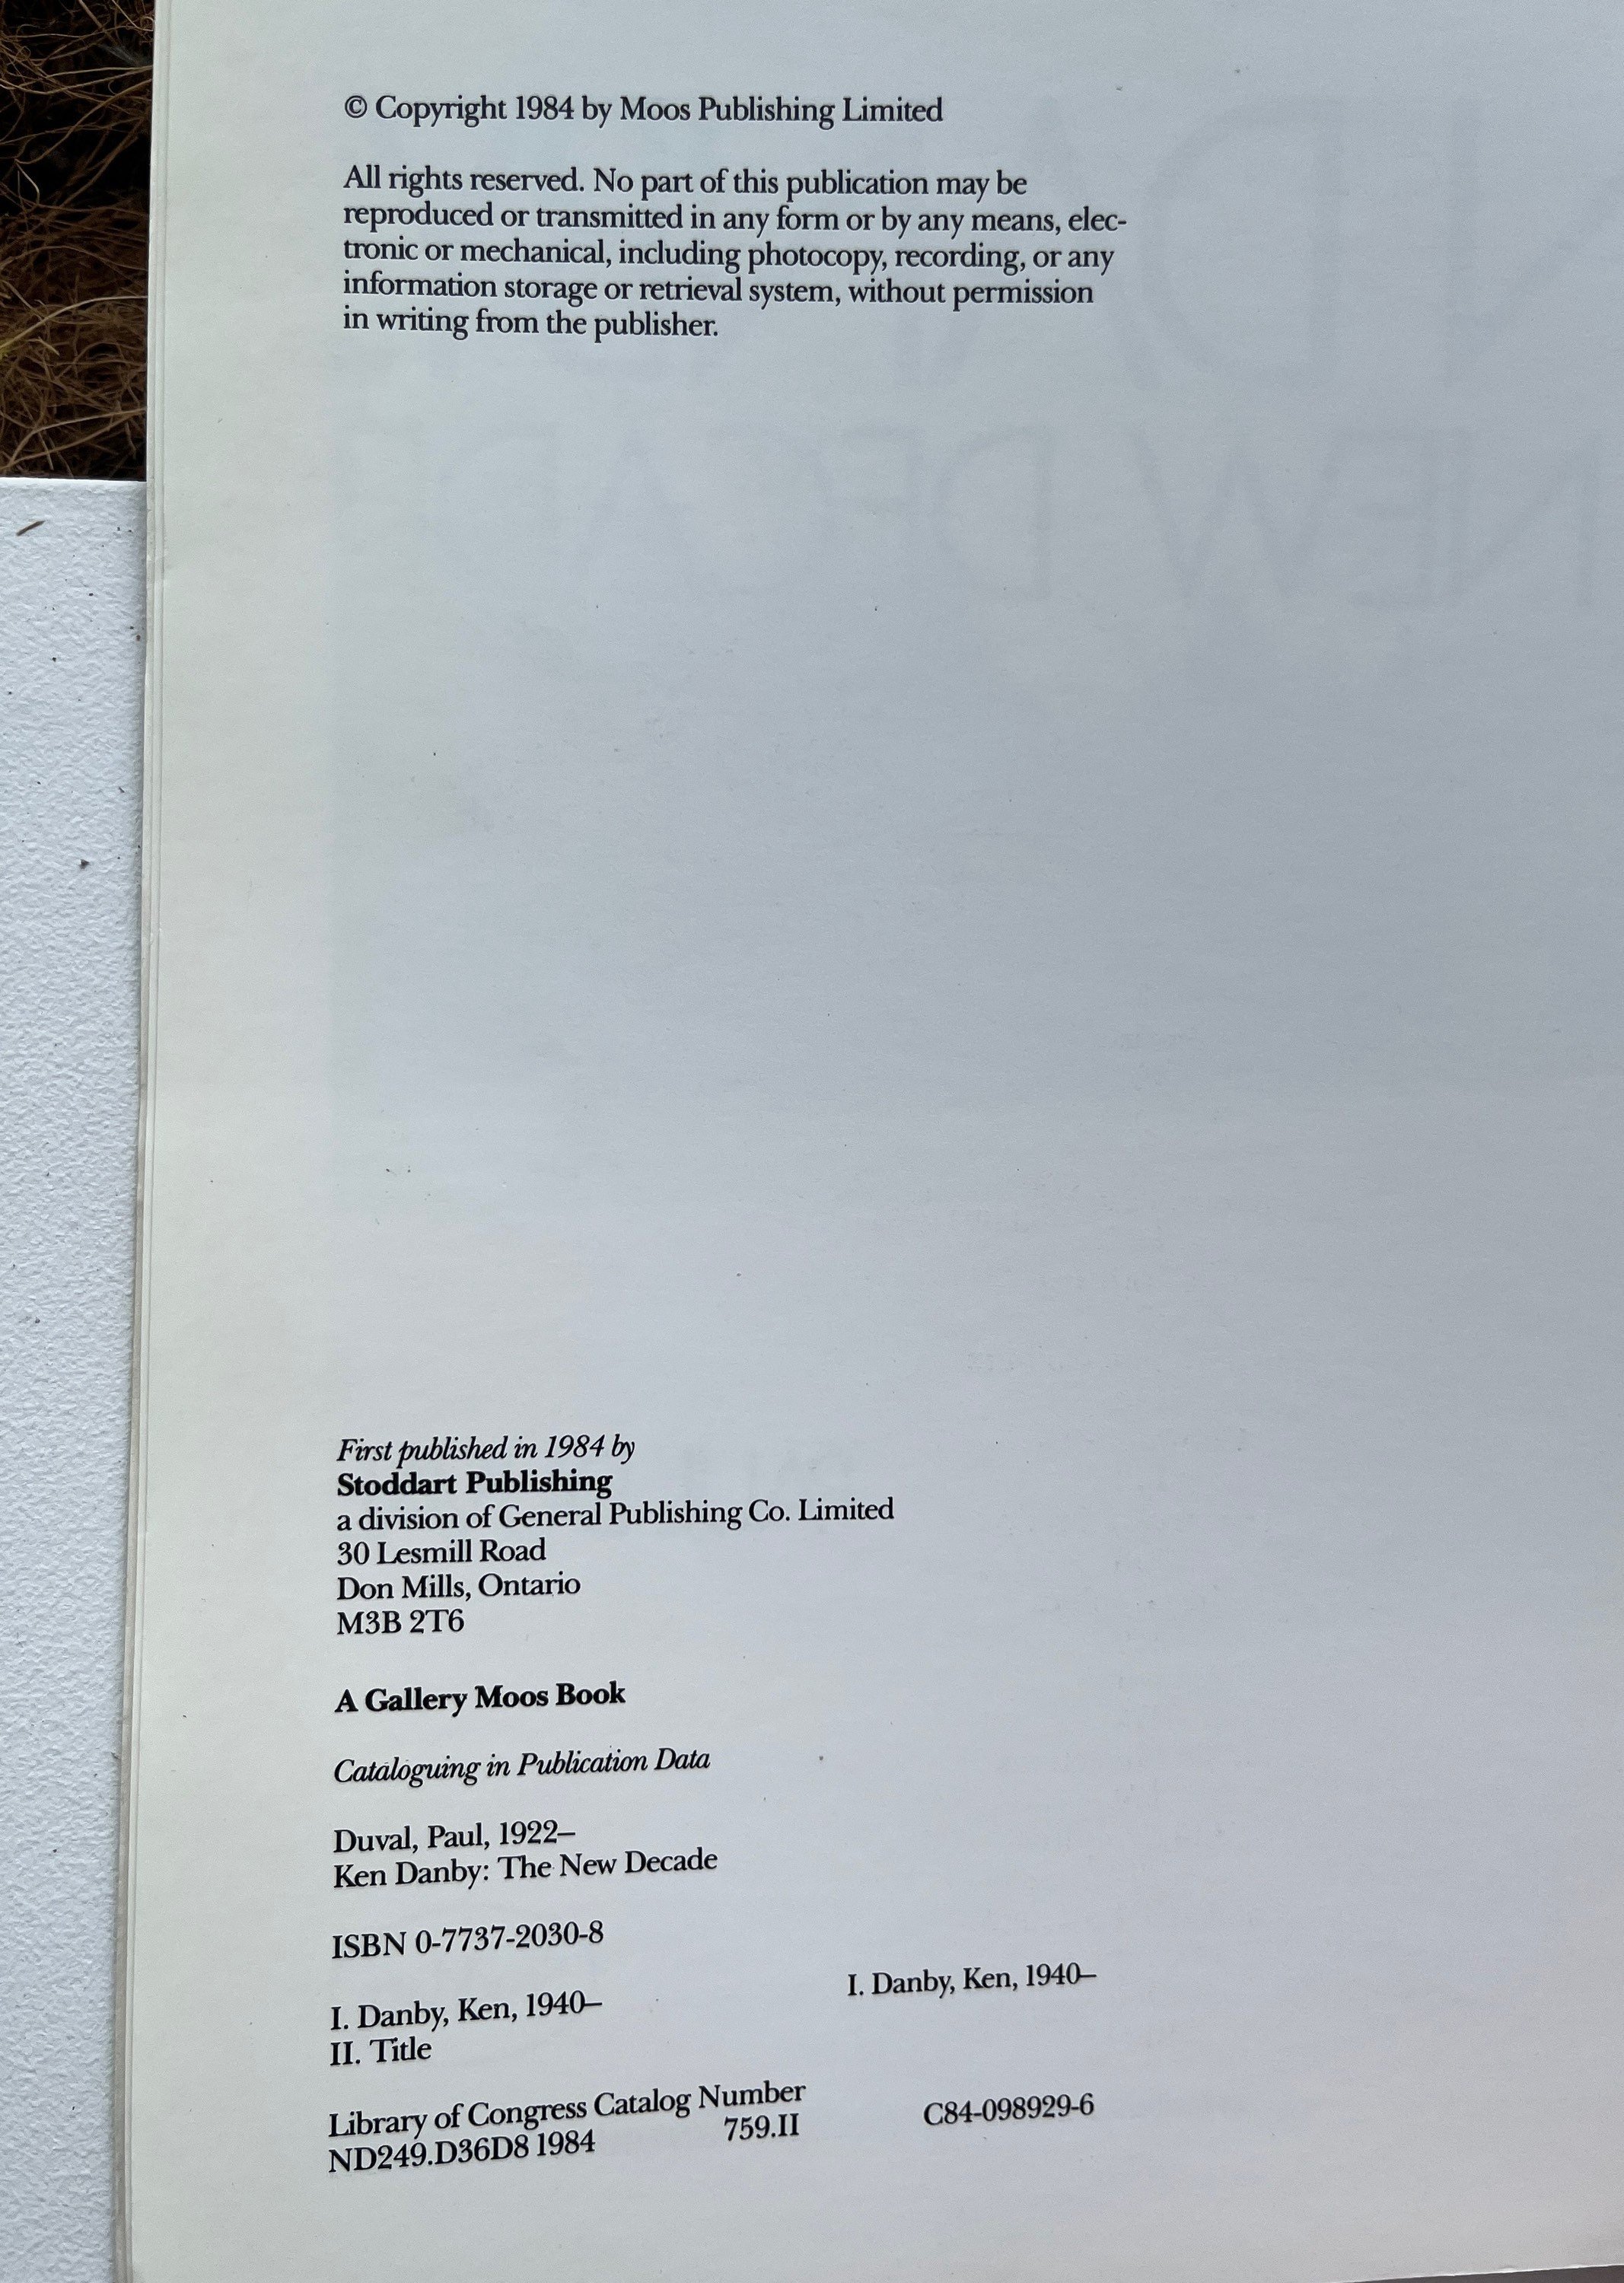 © Copyright 1984 by Moos Publishing Limited
All rights reserved. No part of this publication may be
reproduced or transmitted in any form or by any means, elec-
tronic or mechanical, including photocopy, recording, or any
information storage or retrieval system, without permission
in writing from the publisher.
First published in 1984 by
Stoddart Publishing
a division of General Publishing Co. Limited
30 Lesmill Road
Don Mills, Ontario
M3B 2T6
A Gallery Moos Book
Cataloguing in Publication Data
Duval, Paul, 1922–
Ken Danby: The New Decade
ISBN 0-7737-2030-8
I. Danby, Ken, 1940–
I. Danby, Ken, 1940–
II. Title
Library of Congress Catalog Number
ND249.D36D8 1984 759.II C84-098929-6